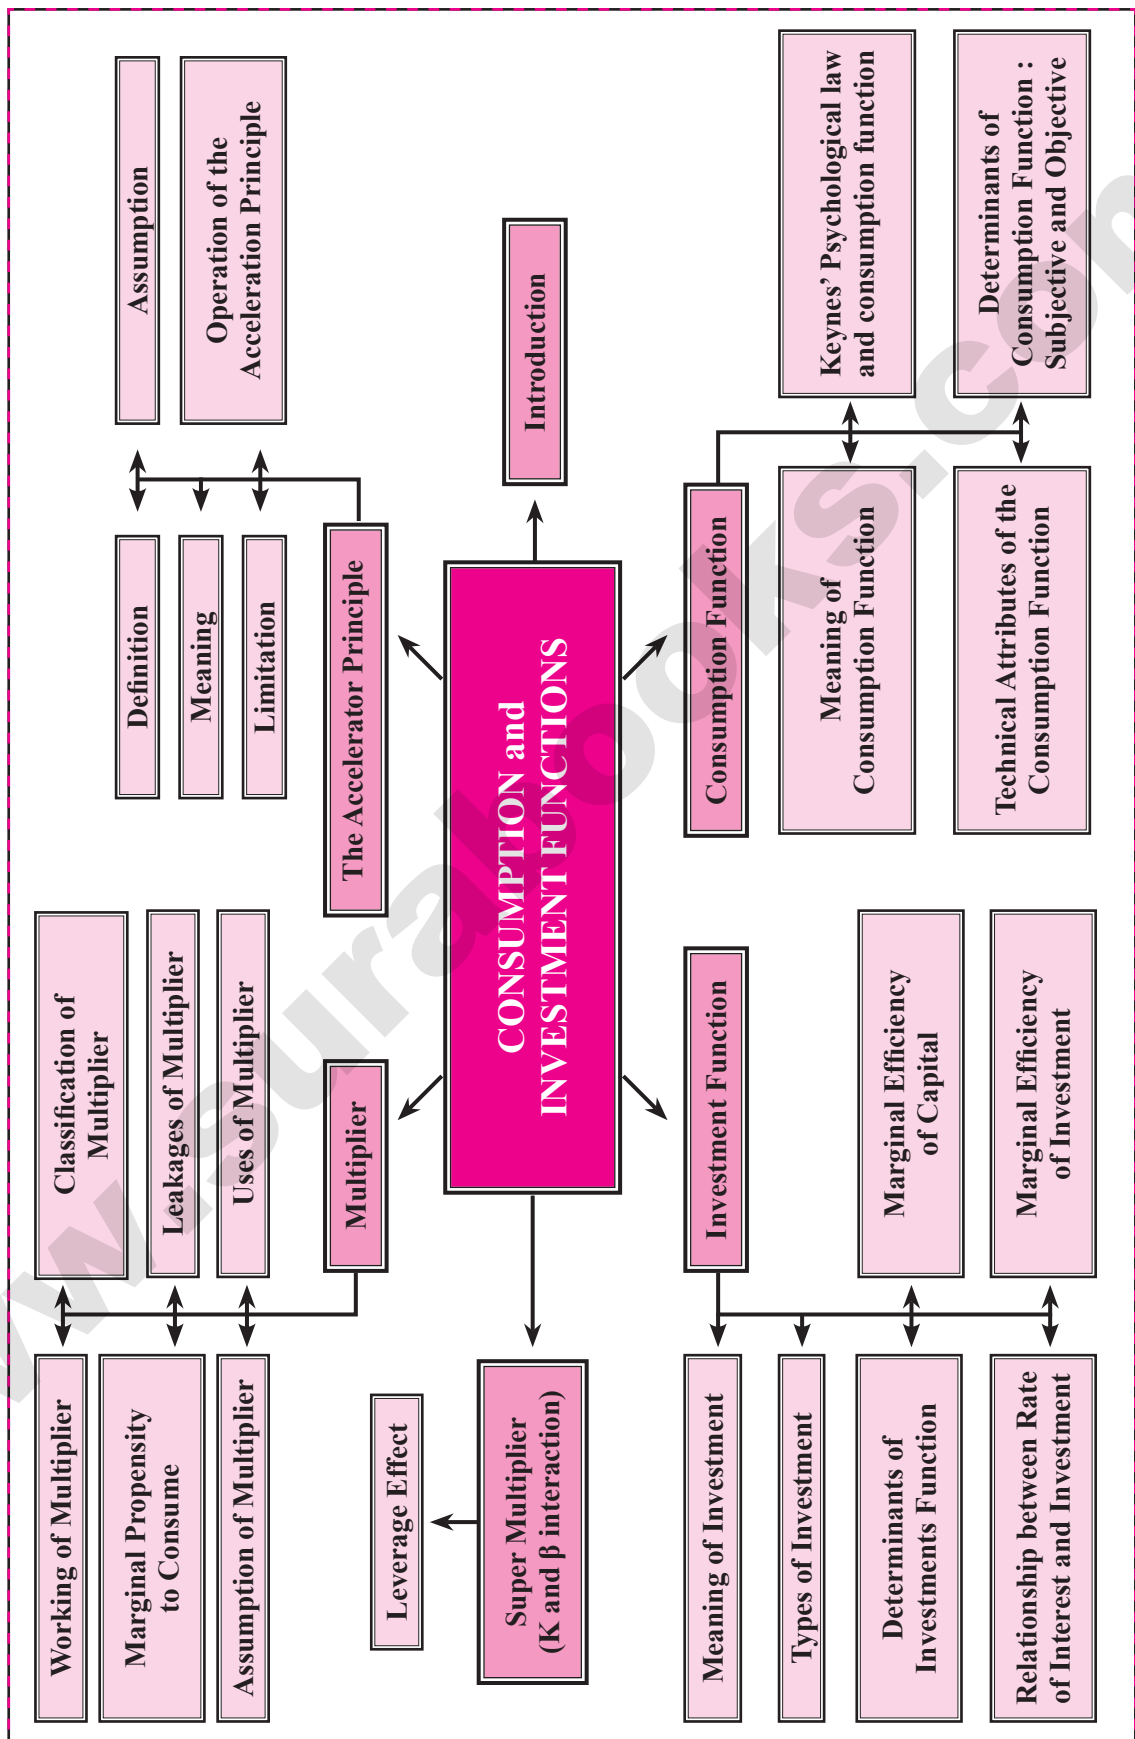 CONSUMPTION and
INVESTMENT FUNCTIONS
Introduction
Consumption Function
Meaning of
Consumption Function
Keynes’ Psychological law
and consumption function
Technical Attributes of the
Consumption Function
Determinants of
Consumption Function :
Subjective and Objective
Investment Function
Meaning of Investment
Types of Investment
Determinants of
Investments Function
Relationship between Rate
of Interest and Investment
Marginal Efficiency
of Capital
Marginal Efficiency
of Investment
Super Multiplier
(K and β interaction)
Leverage Effect
Multiplier
Working of Multiplier
Marginal Propensity
to Consume
Assumption of Multiplier
Classification of
Multiplier
Leakages of Multiplier
Uses of Multiplier
The Accelerator Principle
Definition
Meaning
Limitation
Assumption
Operation of the
Acceleration Principle
w.surabooks.com